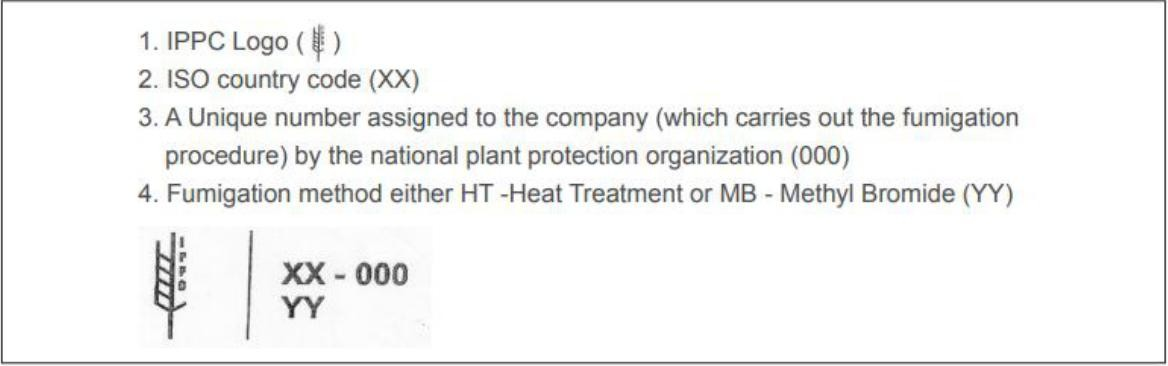 1. IPPC Logo ( )
2. ISO country code (XX)
3. A Unique number assigned to the company (which carries out the fumigation
procedure) by the national plant protection organization (000)
4. Fumigation method either HT -Heat Treatment or MB - Methyl Bromide (YY)
IPPC
XX - 000
YY